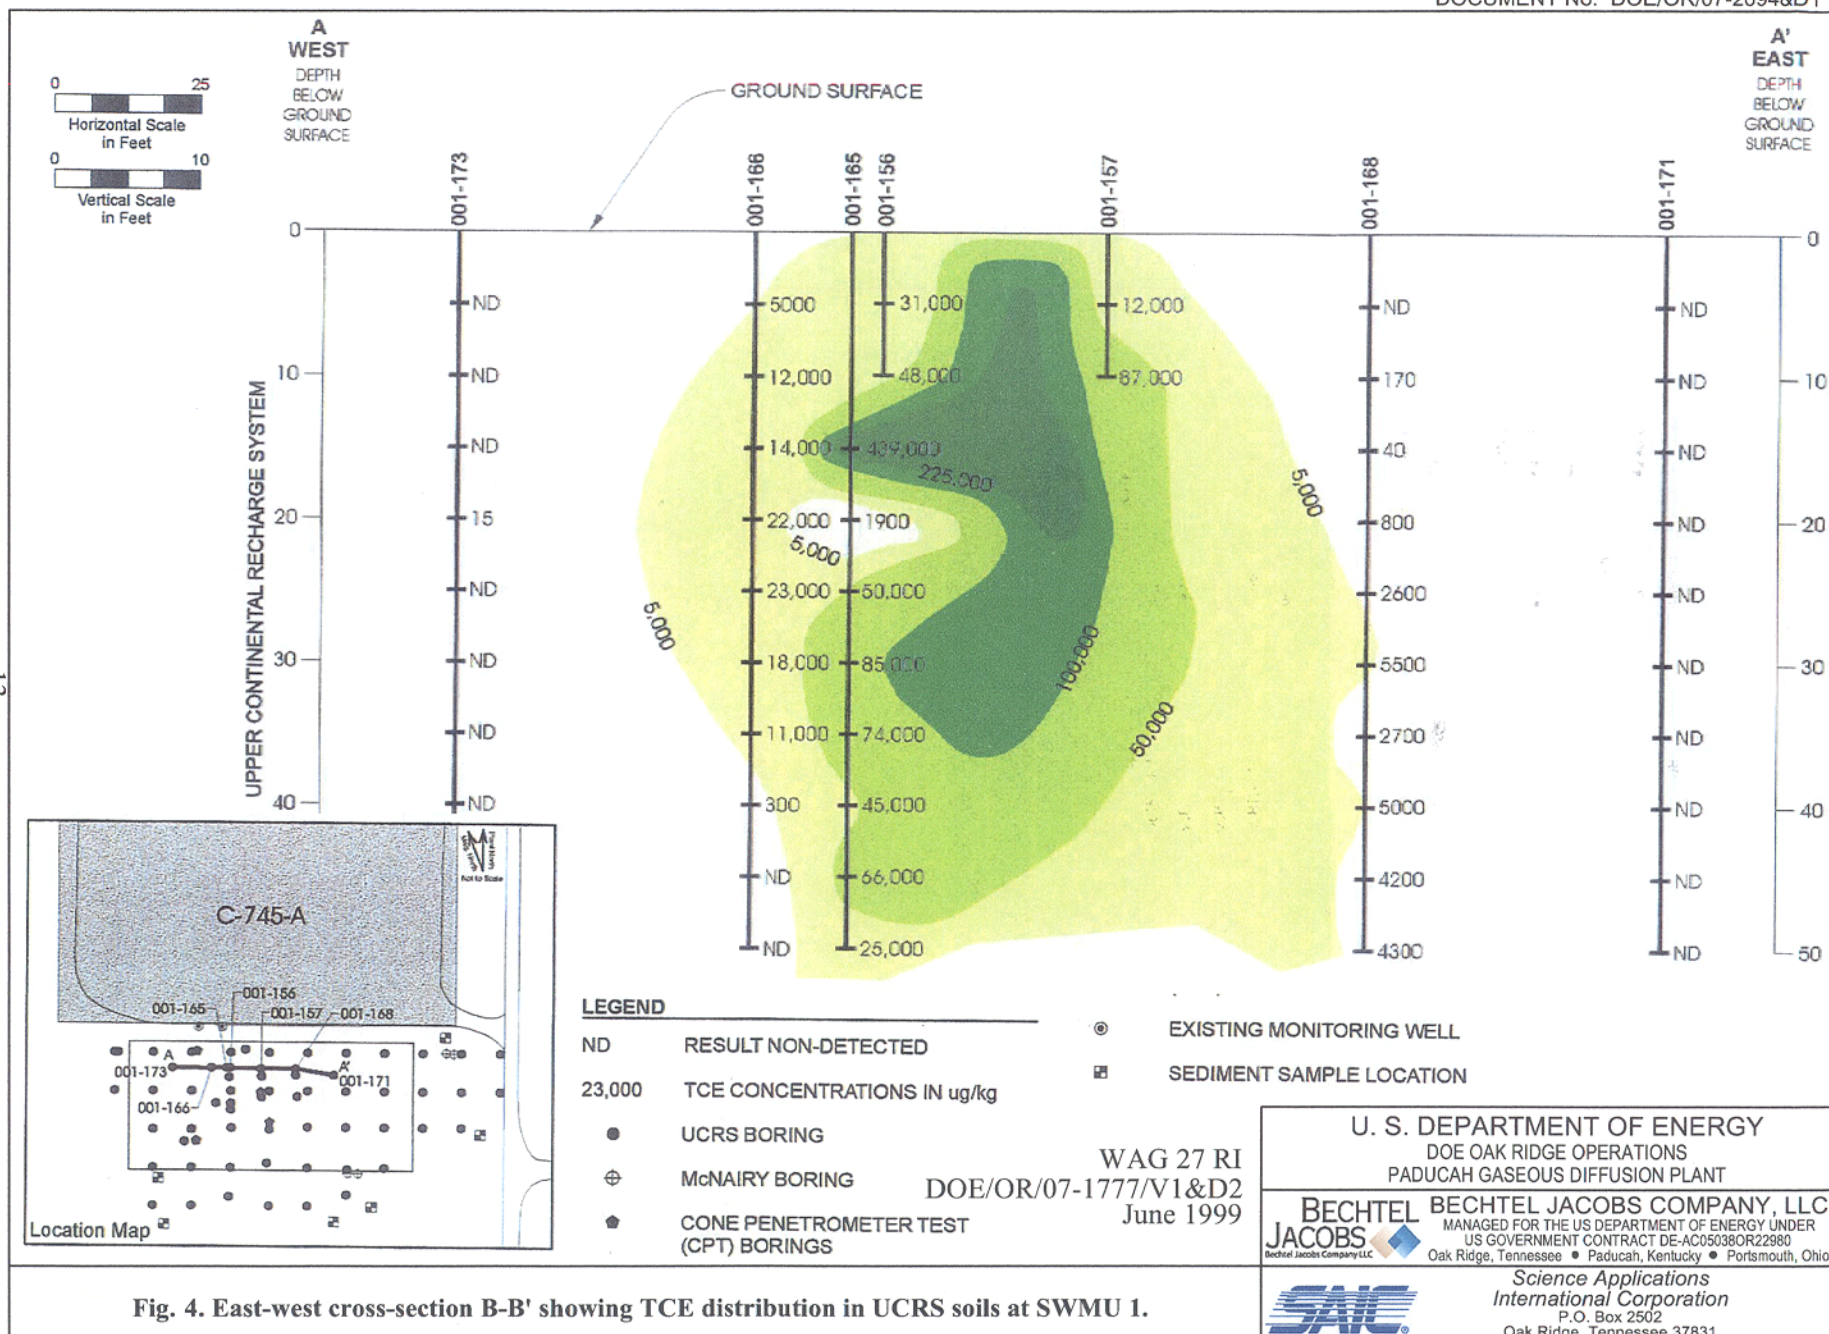 DOCUMENT No. DOE/OR/07-2094&D1
A
WEST
DEPTH
BELOW
GROUND
SURFACE
A'
EAST
DEPTH
BELOW
GROUND
SURFACE
0 25
Horizontal Scale
in Feet
0 10
Vertical Scale
in Feet
GROUND SURFACE
001-173
001-166
001-165
001-156
001-157
001-168
001-171
UPPER CONTINENTAL RECHARGE SYSTEM
0
10
20
30
40
ND
ND
ND
15
ND
ND
ND
ND
5000
12,000
14,000
22,000
23,000
18,000
11,000
300
ND
ND
439,000
1900
50,000
85,000
74,000
45,000
66,000
25,000
31,000
48,000
12,000
87,000
ND
170
40
800
2600
5500
2700
5000
4200
4300
ND
ND
ND
ND
ND
ND
ND
ND
ND
ND
0
10
20
30
40
50
225,000
5,000
5,000
5,000
100,000
50,000
C-745-A
Plant North
Not to Scale
001-156
001-165
001-157
001-168
A
A'
001-173
001-171
001-166
Location Map
LEGEND
ND RESULT NON-DETECTED
23,000 TCE CONCENTRATIONS IN ug/kg
UCRS BORING
McNAIRY BORING
CONE PENETROMETER TEST
(CPT) BORINGS
EXISTING MONITORING WELL
SEDIMENT SAMPLE LOCATION
WAG 27 RI
DOE/OR/07-1777/V1&D2
June 1999
U. S. DEPARTMENT OF ENERGY
DOE OAK RIDGE OPERATIONS
PADUCAH GASEOUS DIFFUSION PLANT
BECHTEL
JACOBS
Bechtel Jacobs Company LLC
BECHTEL JACOBS COMPANY, LLC
MANAGED FOR THE US DEPARTMENT OF ENERGY UNDER
US GOVERNMENT CONTRACT DE-AC05038OR22980
Oak Ridge, Tennessee ● Paducah, Kentucky ● Portsmouth, Ohio
SAIC
Science Applications
International Corporation
P.O. Box 2502
Oak Ridge, Tennessee 37831
Fig. 4. East-west cross-section B-B' showing TCE distribution in UCRS soils at SWMU 1.